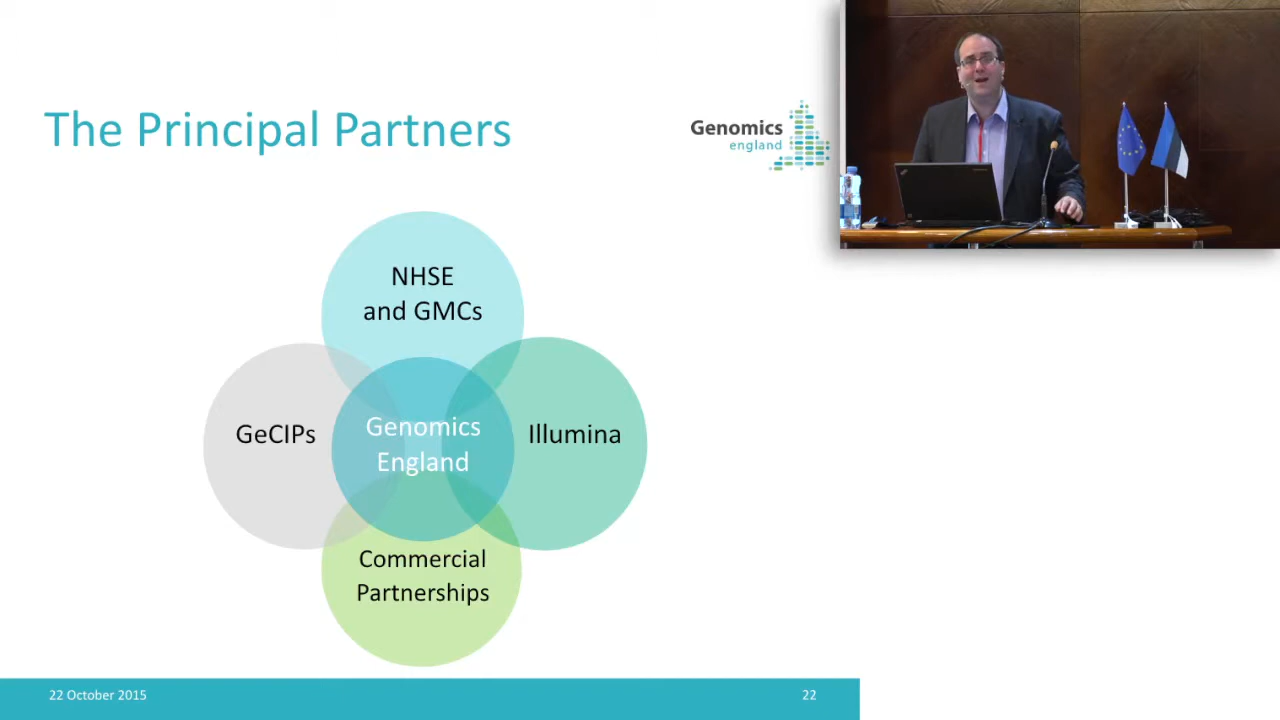 The Principal Partners
Genomics
england
NHSE
and GMCs
GeCIPs
Genomics
England
Illumina
Commercial
Partnerships
22 October 2015
22